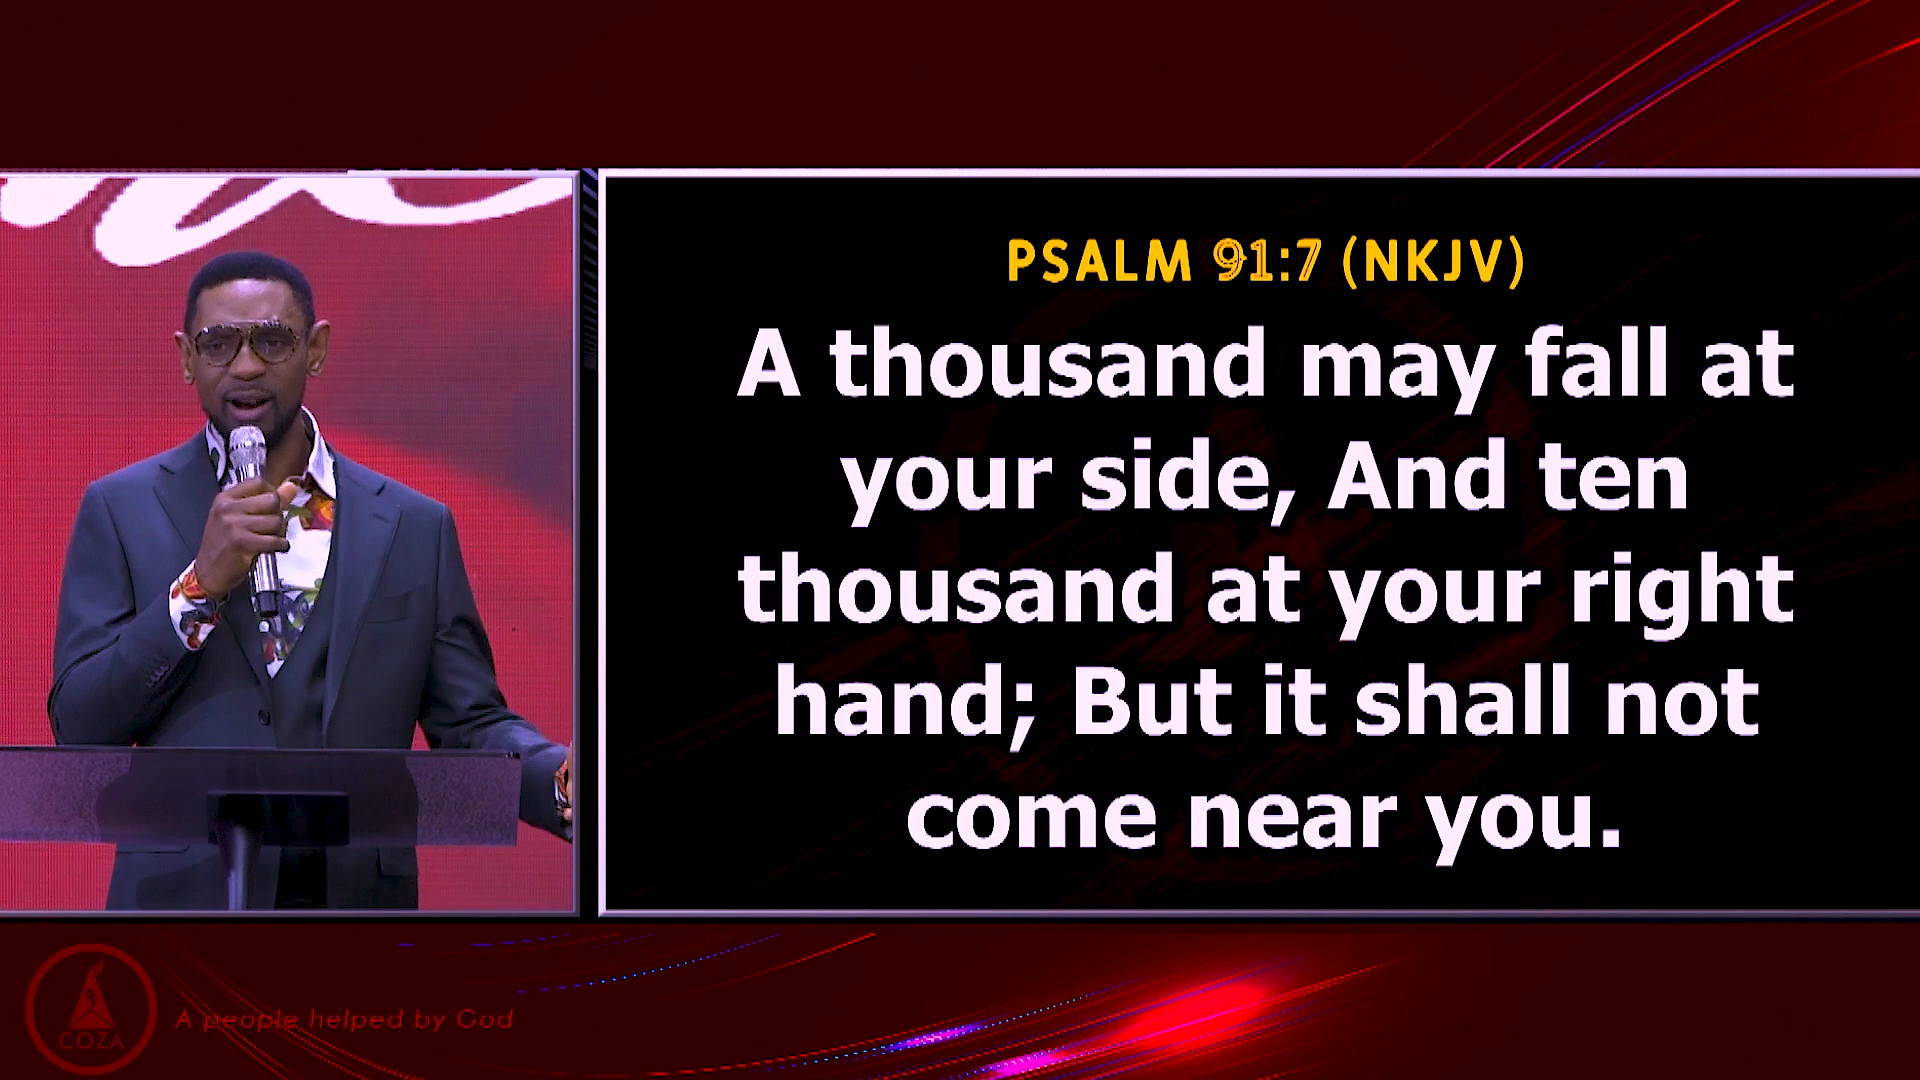 PSALM 91:7 (NKJV)
A thousand may fall at
your side, And ten
thousand at your right
hand; But it shall not
come near you.
COZA
A people helped by God